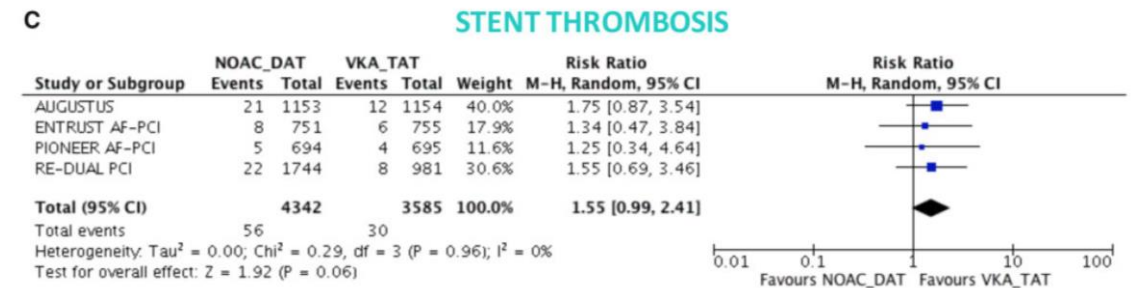 C
STENT THROMBOSIS
NOAC_DAT VKA_TAT Risk Ratio Risk Ratio
Study or Subgroup Events Total Events Total Weight M-H, Random, 95% CI M-H, Random, 95% CI
AUGUSTUS 21 1153 12 1154 40.0% 1.75 [0.87, 3.54]
ENTRUST AF-PCI 8 751 6 755 17.9% 1.34 [0.47, 3.84]
PIONEER AF-PCI 5 694 4 695 11.6% 1.25 [0.34, 4.64]
RE-DUAL PCI 22 1744 8 981 30.6% 1.55 [0.69, 3.46]
Total (95% CI) 4342 3585 100.0% 1.55 [0.99, 2.41]
Total events 56 30
Heterogeneity: Tau² = 0.00; Chi² = 0.29, df = 3 (P = 0.96); I² = 0%
Test for overall effect: Z = 1.92 (P = 0.06)
0.01 0.1 1 10 100
Favours NOAC_DAT Favours VKA_TAT